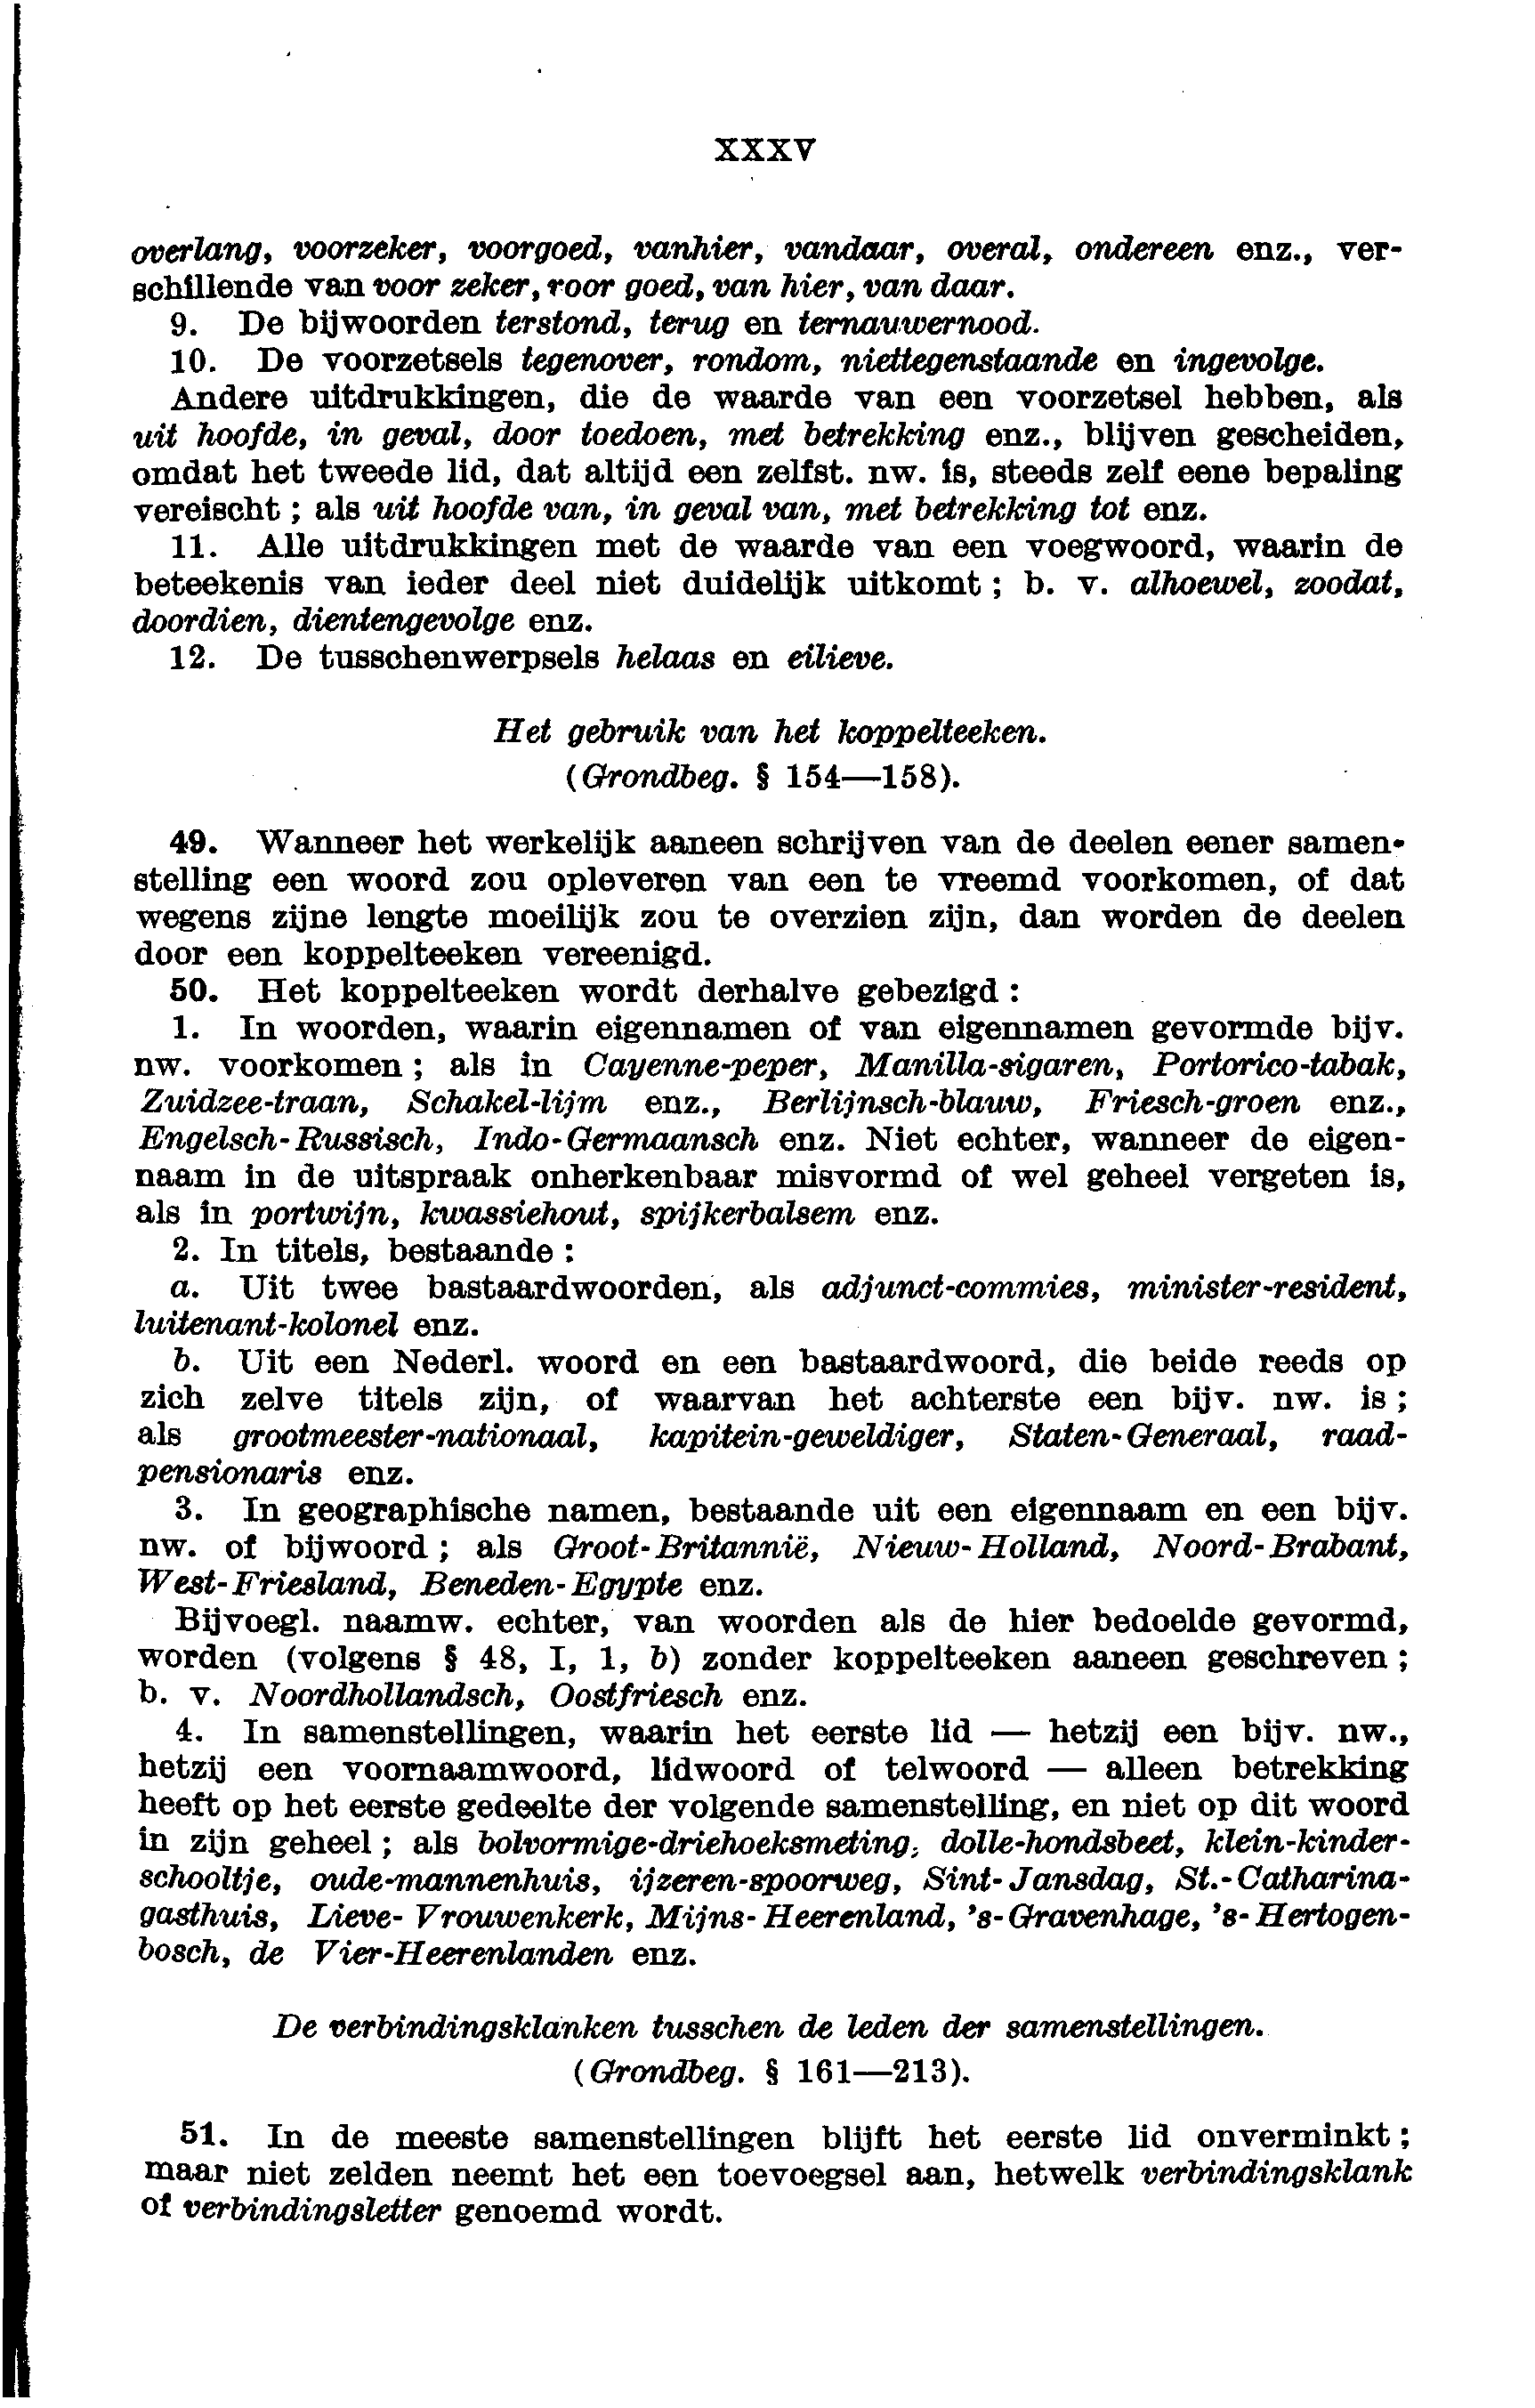 XXXV
overlang, voorzeker, voorgoed, vanhier, vandaar, overal, ondereen enz., ver-
schillende van voor zeker, voor goed, van hier, van daar.
9. De bijwoorden terstond, terug en ternauwernood.
10. De voorzetsels tegenover, rondom, niettegenstaande en ingevolge.
Andere uitdrukkingen, die de waarde van een voorzetsel hebben, als
uit hoofde, in geval, door toedoen, met betrekking enz., blijven gescheiden,
omdat het tweede lid, dat altijd een zelfst. nw. is, steeds zelf eene bepaling
vereischt ; als uit hoofde van, in geval van, met betrekking tot enz.
11. Alle uitdrukkingen met de waarde van een voegwoord, waarin de
beteekenis van ieder deel niet duidelijk uitkomt ; b. v. alhoewel, zoodat,
doordien, dientengevolge enz.
12. De tusschenwerpsels helaas en eilieve.
Het gebruik van het koppelteeken.
(Grondbeg. § 154—158).
49. Wanneer het werkelijk aaneen schrijven van de deelen eener samen-
stelling een woord zou opleveren van een te vreemd voorkomen, of dat
wegens zijne lengte moeilijk zou te overzien zijn, dan worden de deelen
door een koppelteeken vereenigd.
50. Het koppelteeken wordt derhalve gebezigd :
1. In woorden, waarin eigennamen of van eigennamen gevormde bijv.
nw. voorkomen ; als in Cayenne-peper, Manilla-sigaren, Portorico-tabak,
Zuidzee-traan, Schakel-lijm enz., Berlijnsch-blauw, Friesch-groen enz.,
Engelsch-Russisch, Indo-Germaansch enz. Niet echter, wanneer de eigen-
naam in de uitspraak onherkenbaar misvormd of wel geheel vergeten is,
als in portwijn, kwassiehout, spijkerbalsem enz.
2. In titels, bestaande :
a. Uit twee bastaardwoorden, als adjunct-commies, minister-resident,
luitenant-kolonel enz.
b. Uit een Nederl. woord en een bastaardwoord, die beide reeds op
zich zelve titels zijn, of waarvan het achterste een bijv. nw. is ;
als grootmeester-nationaal, kapitein-geweldiger, Staten-Generaal, raad-
pensionaris enz.
3. In geographische namen, bestaande uit een eigennaam en een bijv.
nw. of bijwoord ; als Groot-Britannië, Nieuw-Holland, Noord-Brabant,
West-Friesland, Beneden-Egypte enz.
Bijvoegl. naamw. echter, van woorden als de hier bedoelde gevormd,
worden (volgens § 48, I, 1, b) zonder koppelteeken aaneen geschreven ;
b. v. Noordhollandsch, Oostfriesch enz.
4. In samenstellingen, waarin het eerste lid — hetzij een bijv. nw.,
hetzij een voornaamwoord, lidwoord of telwoord — alleen betrekking
heeft op het eerste gedeelte der volgende samenstelling, en niet op dit woord
in zijn geheel ; als bolvormige-driehoeksmeting, dolle-hondsbeet, klein-kinder-
schooltje, oude-mannenhuis, ijzeren-spoorweg, Sint-Jansdag, St.-Catharina-
gasthuis, Lieve-Vrouwenkerk, Mijns-Heerenland, 's-Gravenhage, 's-Hertogen-
bosch, de Vier-Heerenlanden enz.
De verbindingsklanken tusschen de leden der samenstellingen.
(Grondbeg. § 161—213).
51. In de meeste samenstellingen blijft het eerste lid onverminkt ;
maar niet zelden neemt het een toevoegsel aan, hetwelk verbindingsklank
of verbindingsletter genoemd wordt.